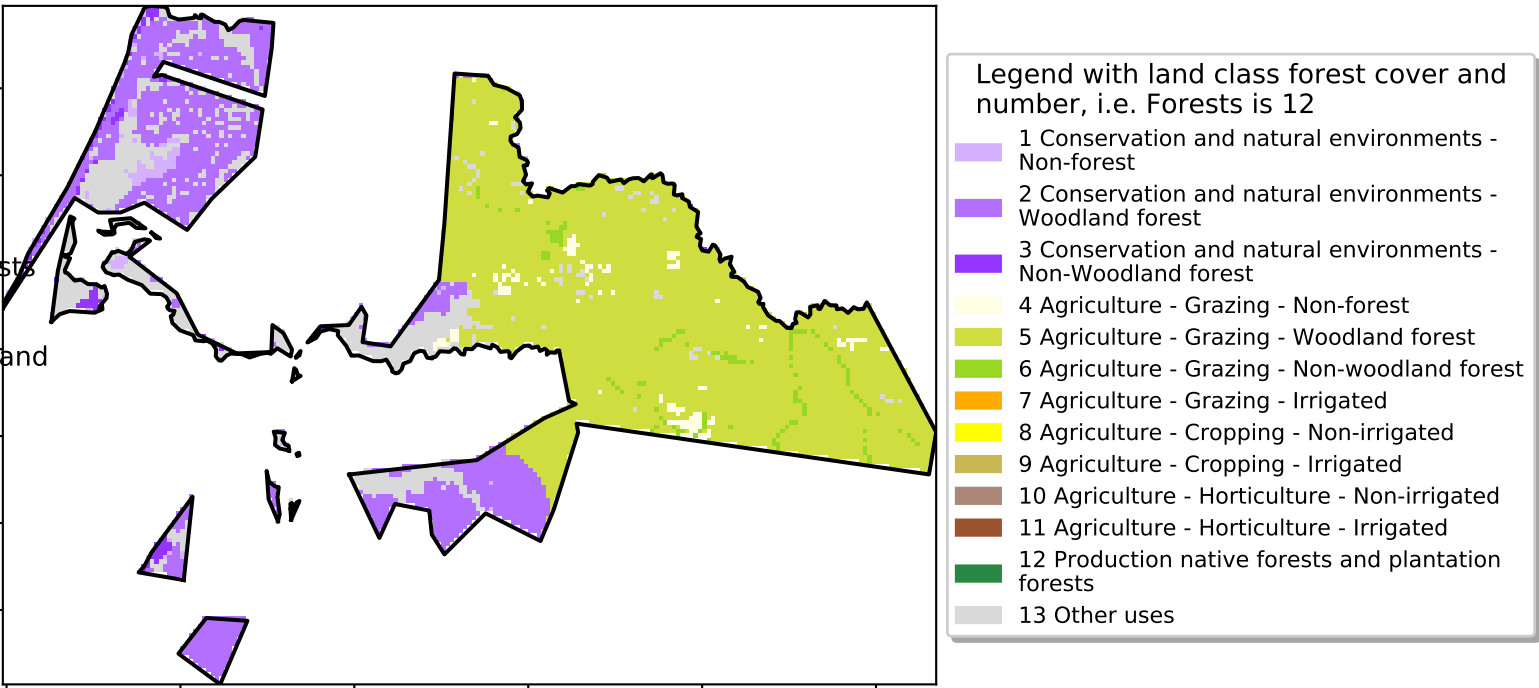 sts
and
Legend with land class forest cover and
number, i.e. Forests is 12
1 Conservation and natural environments -
Non-forest
2 Conservation and natural environments -
Woodland forest
3 Conservation and natural environments -
Non-Woodland forest
4 Agriculture - Grazing - Non-forest
5 Agriculture - Grazing - Woodland forest
6 Agriculture - Grazing - Non-woodland forest
7 Agriculture - Grazing - Irrigated
8 Agriculture - Cropping - Non-irrigated
9 Agriculture - Cropping - Irrigated
10 Agriculture - Horticulture - Non-irrigated
11 Agriculture - Horticulture - Irrigated
12 Production native forests and plantation
forests
13 Other uses